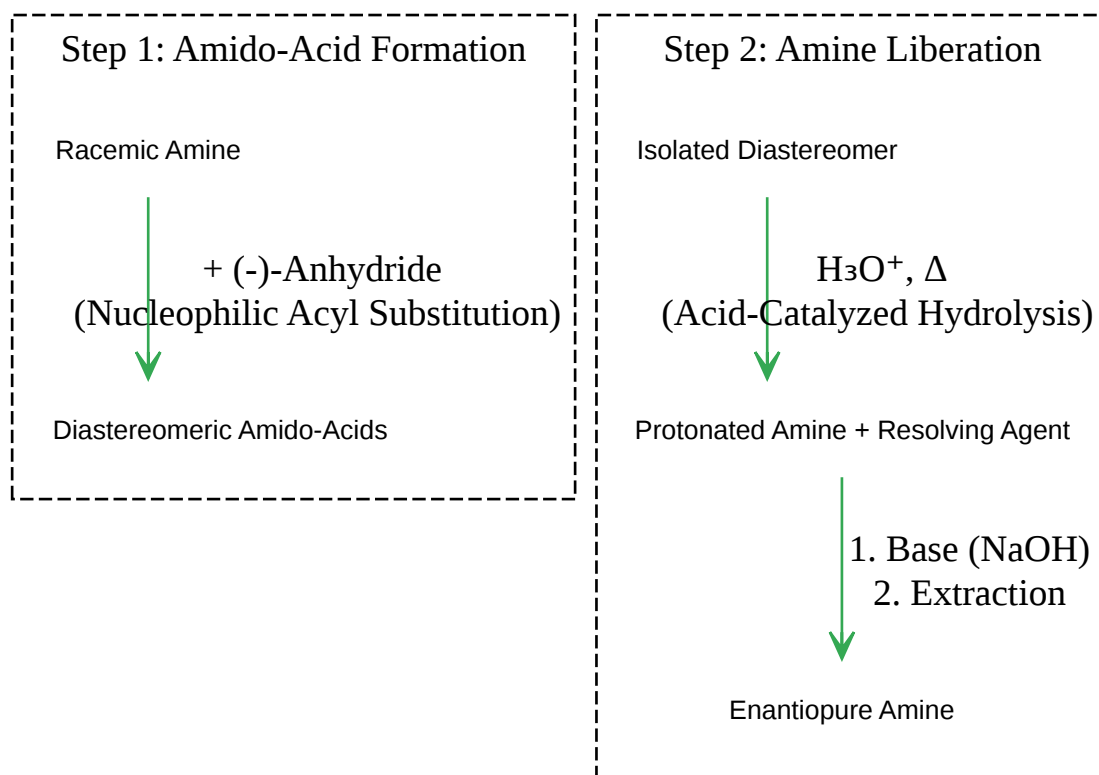 Step 1: Amido-Acid Formation
Racemic Amine
+ (-)-Anhydride
(Nucleophilic Acyl Substitution)
Diastereomeric Amido-Acids
Step 2: Amine Liberation
Isolated Diastereomer
H₃O⁺, Δ
(Acid-Catalyzed Hydrolysis)
Protonated Amine + Resolving Agent
1. Base (NaOH)
2. Extraction
Enantiopure Amine